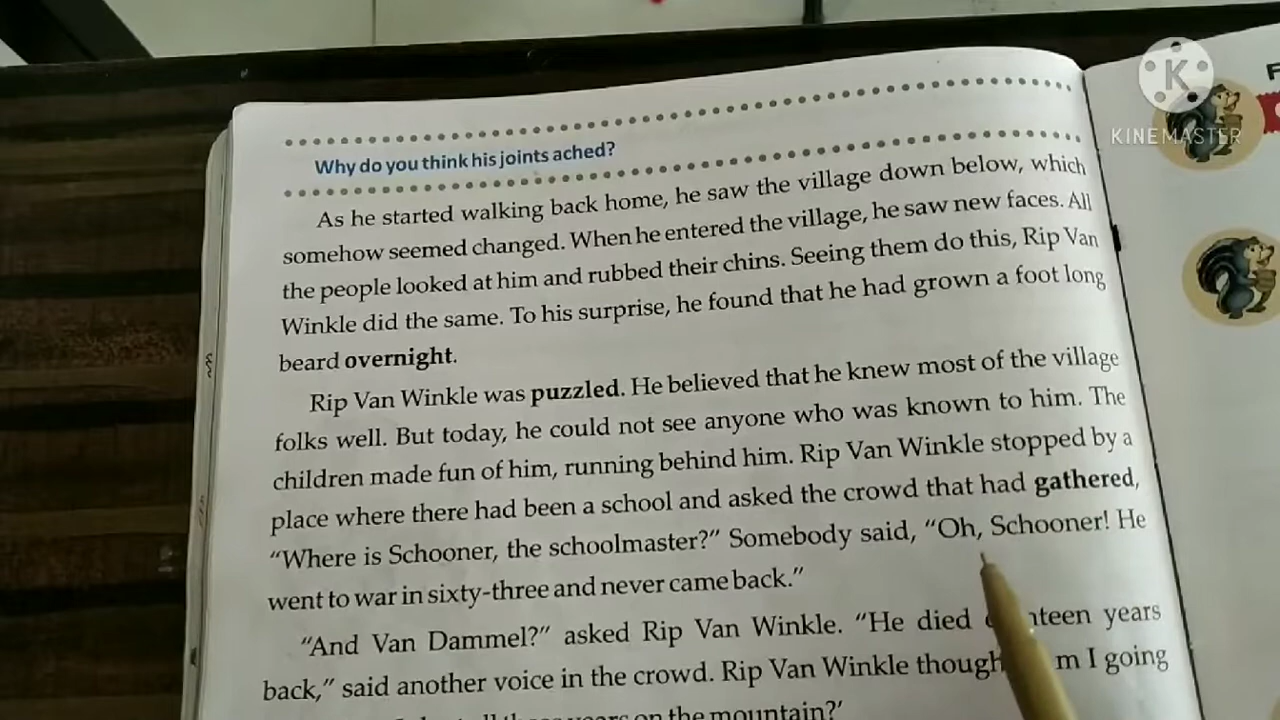 Why do you think his joints ached?
As he started walking back home, he saw the village down below, which
somehow seemed changed. When he entered the village, he saw new faces. All
the people looked at him and rubbed their chins. Seeing them do this, Rip Van
Winkle did the same. To his surprise, he found that he had grown a foot long
beard overnight.
Rip Van Winkle was puzzled. He believed that he knew most of the village
folks well. But today, he could not see anyone who was known to him. The
children made fun of him, running behind him. Rip Van Winkle stopped by a
place where there had been a school and asked the crowd that had gathered,
“Where is Schooner, the schoolmaster?” Somebody said, “Oh, Schooner! He
went to war in sixty-three and never came back.”
“And Van Dammel?” asked Rip Van Winkle. “He died years
back,” said another voice in the crowd. Rip Van Winkle I going
on the mountain?’
K
KINEMASTER